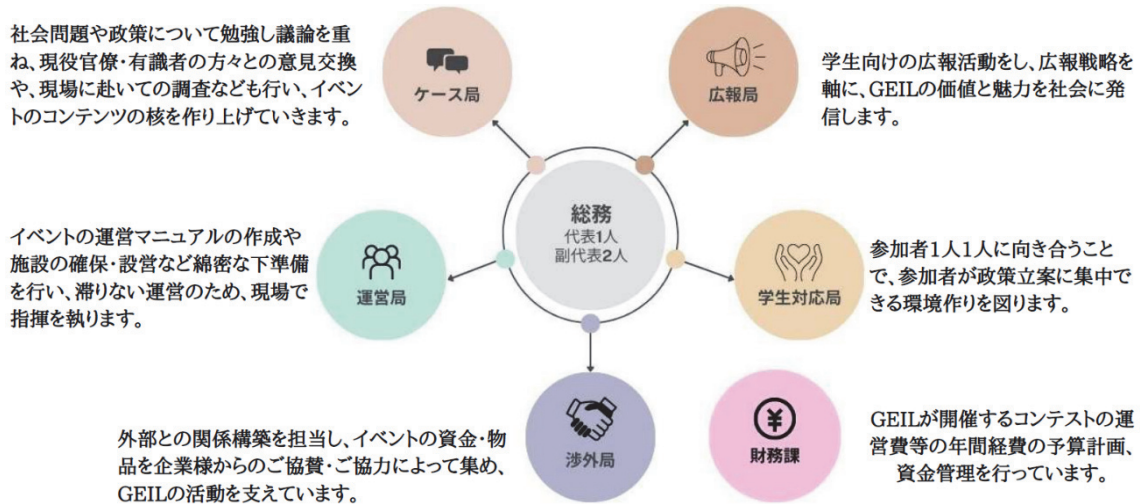 社会問題や政策について勉強し議論を重
ね、現役官僚・有識者の方々との意見交換
や、現場に赴いての調査なども行い、イベン
トのコンテンツの核を作り上げていきます。
ケース局
広報局
学生向けの広報活動をし、広報戦略を
軸に、GEILの価値と魅力を社会に発
信します。
総務
代表1人
副代表2人
イベントの運営マニュアルの作成や
施設の確保・設営など綿密な下準備
を行い、滞りない運営のため、現場で
指揮を執ります。
運営局
学生対応局
参加者1人1人に向き合うこと
で、参加者が政策立案に集中で
きる環境作りを図ります。
外部との関係構築を担当し、イベントの資金・物
品を企業様からのご協賛・ご協力によって集め、
GEILの活動を支えています。
渉外局
財務課
GEILが開催するコンテストの運
営費等の年間経費の予算計画、
資金管理を行っています。